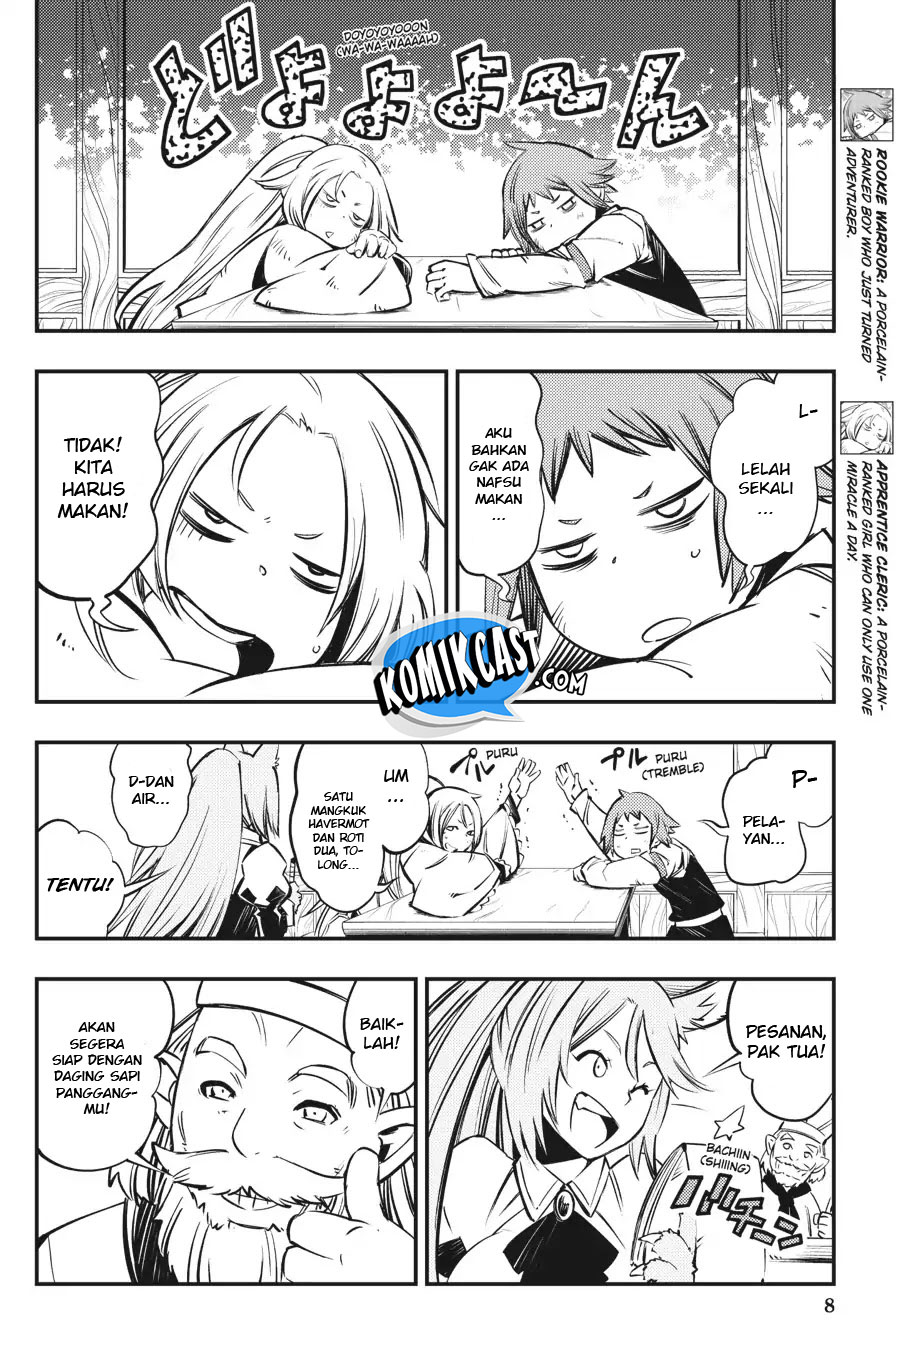 DOYOYOYOOON
(WA-WA-WAAAAH)
どよよよ～ん
ROOKIE WARRIOR: A PORCELAIN-
RANKED BOY WHO JUST TURNED
ADVENTURER.
APPRENTICE CLERIC: A PORCELAIN-
RANKED GIRL WHO CAN ONLY USE ONE
MIRACLE A DAY.
L-
LELAH
SEKALI
...
AKU
BAHKAN
GAK ADA
NAFSU
MAKAN
...
TIDAK!
KITA
HARUS
MAKAN!
KOMIKCAST
.COM
P-
PELA-
YAN...
プル
PURU
(TREMBLE)
プル
PURU
UM
...
SATU
MANGKUK
HAVERMOT
DAN ROTI
DUA, TO-
LONG...
D-DAN
AIR...
TENTU!
PESANAN,
PAK TUA!
BACHIIN
(SHIIING)
バチーン
BAIK-
LAH!
AKAN
SEGERA
SIAP DENGAN
DAGING SAPI
PANGGANG-
MU!
8